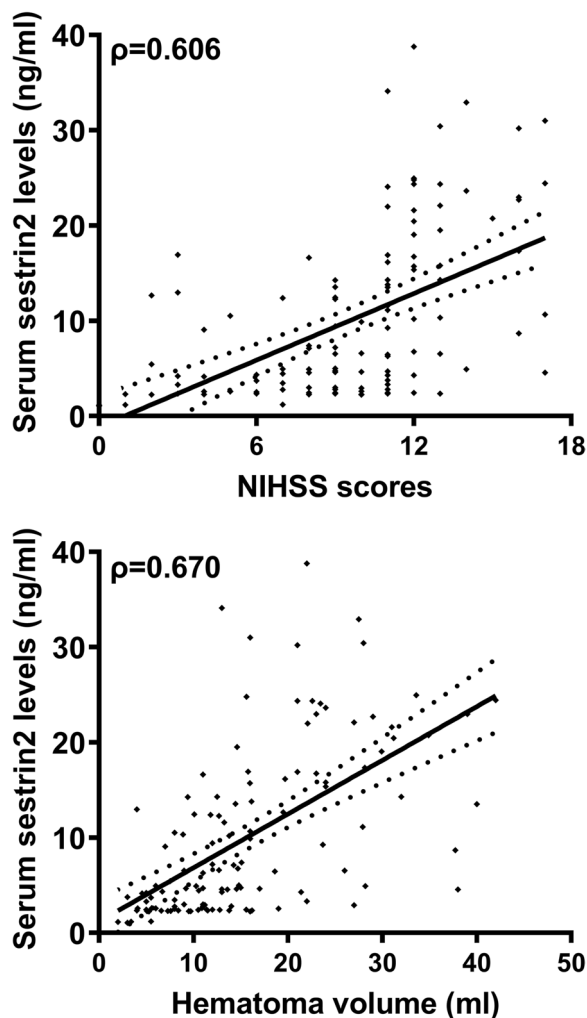 ρ=0.606
Serum sestrin2 levels (ng/ml)
40
30
20
10
0
0 6 12 18
NIHSS scores
ρ=0.670
Serum sestrin2 levels (ng/ml)
40
30
20
10
0
0 10 20 30 40 50
Hematoma volume (ml)